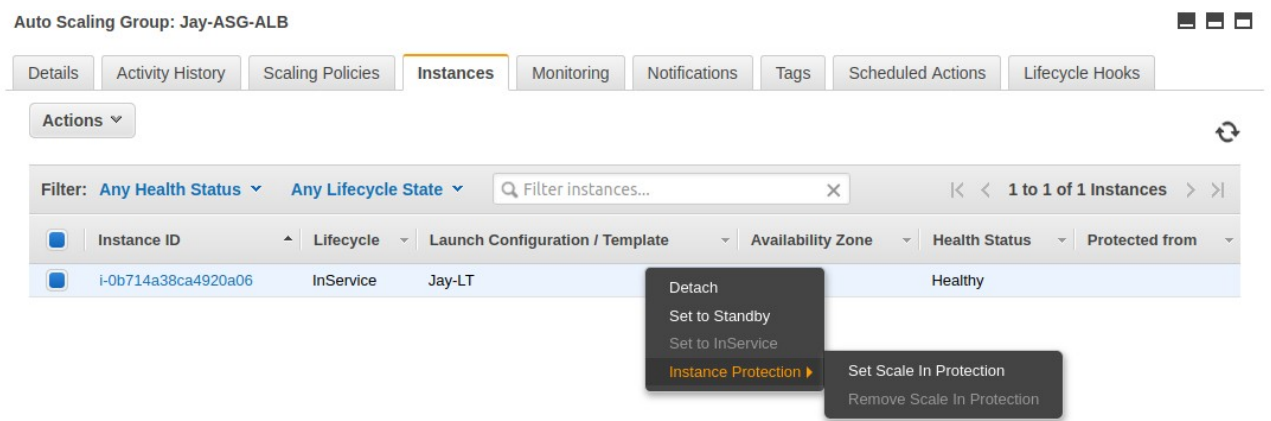 Auto Scaling Group: Jay-ASG-ALB
Details Activity History Scaling Policies Instances Monitoring Notifications Tags Scheduled Actions Lifecycle Hooks
Actions
Filter: Any Health Status Any Lifecycle State Filter instances... 1 to 1 of 1 Instances
Instance ID Lifecycle Launch Configuration / Template Availability Zone Health Status Protected from
i-0b714a38ca4920a06 InService Jay-LT Healthy
Detach
Set to Standby
Set to InService
Instance Protection Set Scale In Protection
Remove Scale In Protection